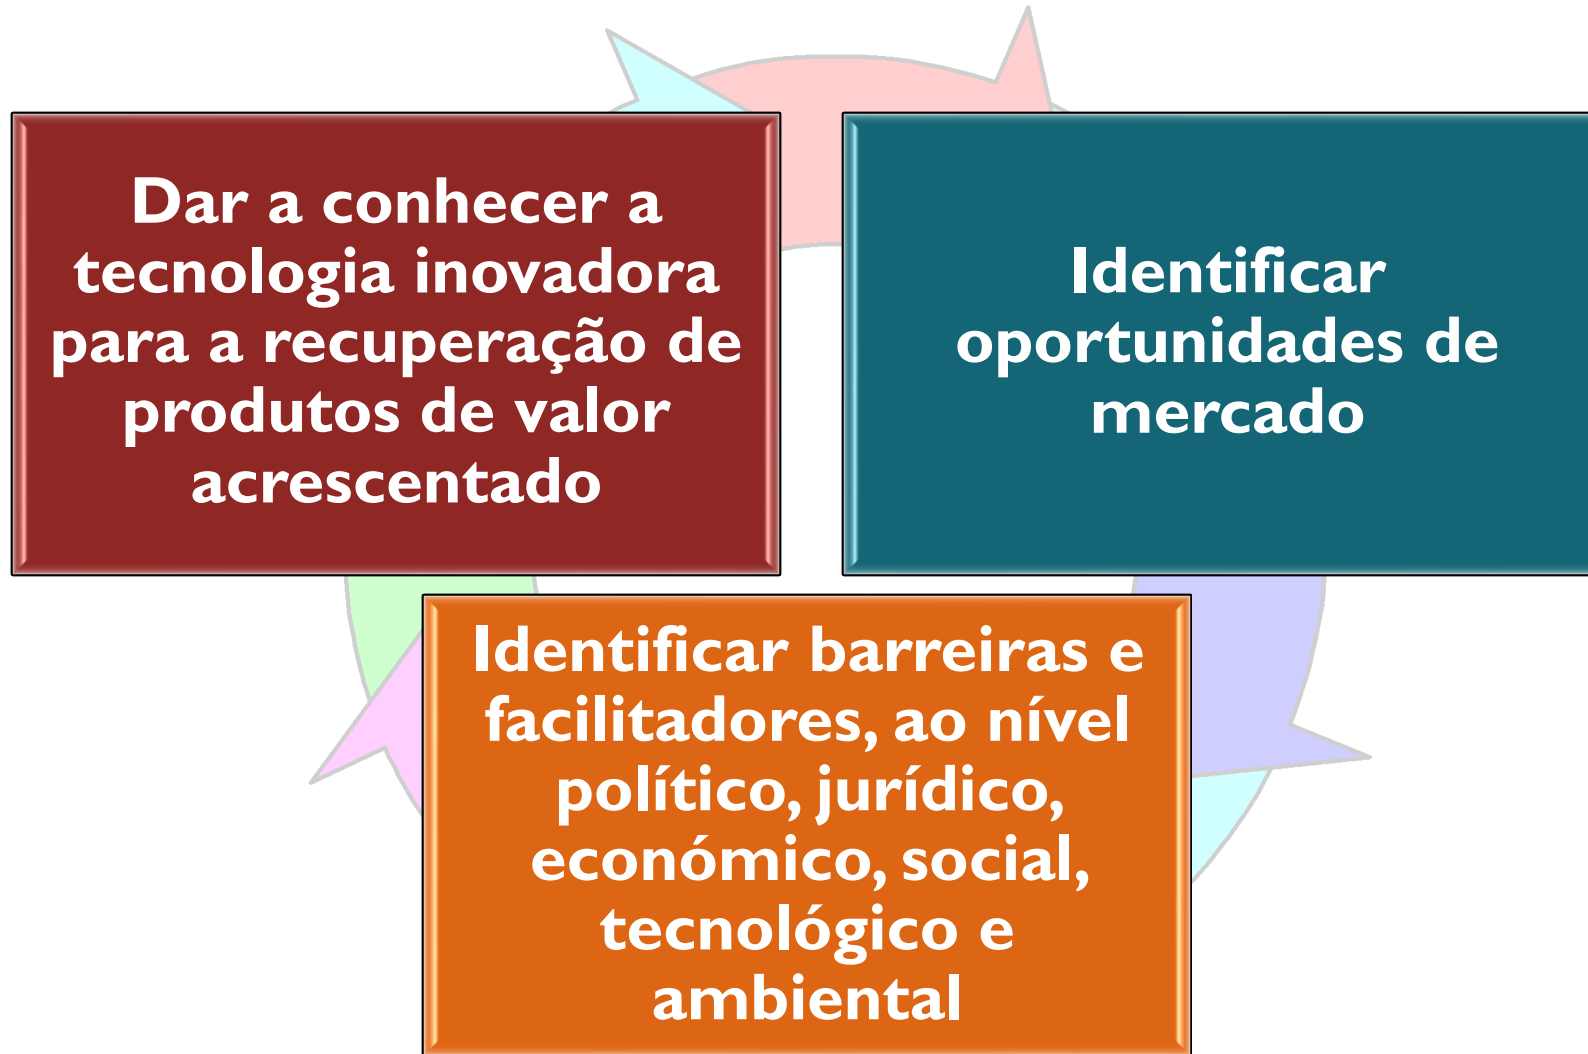 Dar a conhecer a
tecnologia inovadora
para a recuperação de
produtos de valor
acrescentado
Identificar
oportunidades de
mercado
Identificar barreiras e
facilitadores, ao nível
político, jurídico,
económico, social,
tecnológico e
ambiental